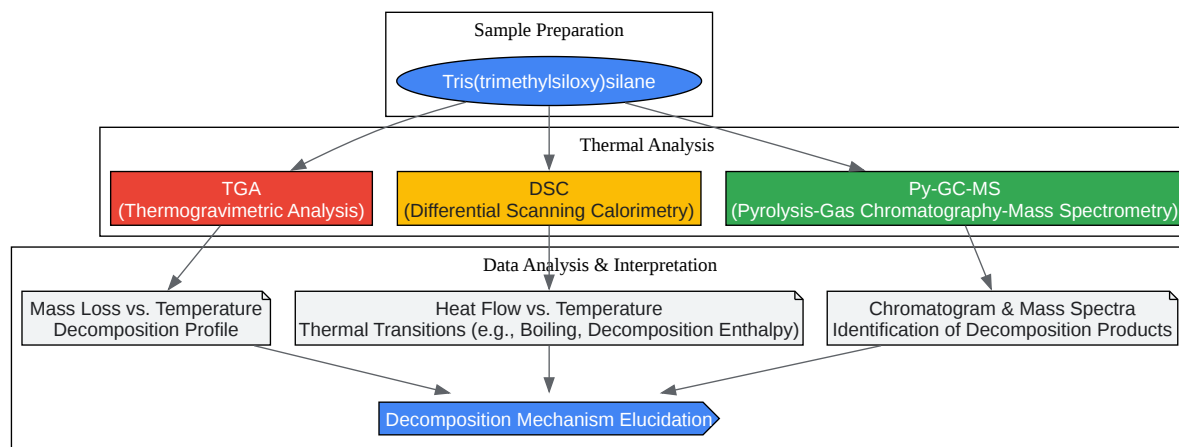 Sample Preparation
Tris(trimethylsiloxy)silane
Thermal Analysis
TGA
(Thermogravimetric Analysis)
DSC
(Differential Scanning Calorimetry)
Py-GC-MS
(Pyrolysis-Gas Chromatography-Mass Spectrometry)
Data Analysis & Interpretation
Mass Loss vs. Temperature
Decomposition Profile
Heat Flow vs. Temperature
Thermal Transitions (e.g., Boiling, Decomposition Enthalpy)
Chromatogram & Mass Spectra
Identification of Decomposition Products
Decomposition Mechanism Elucidation